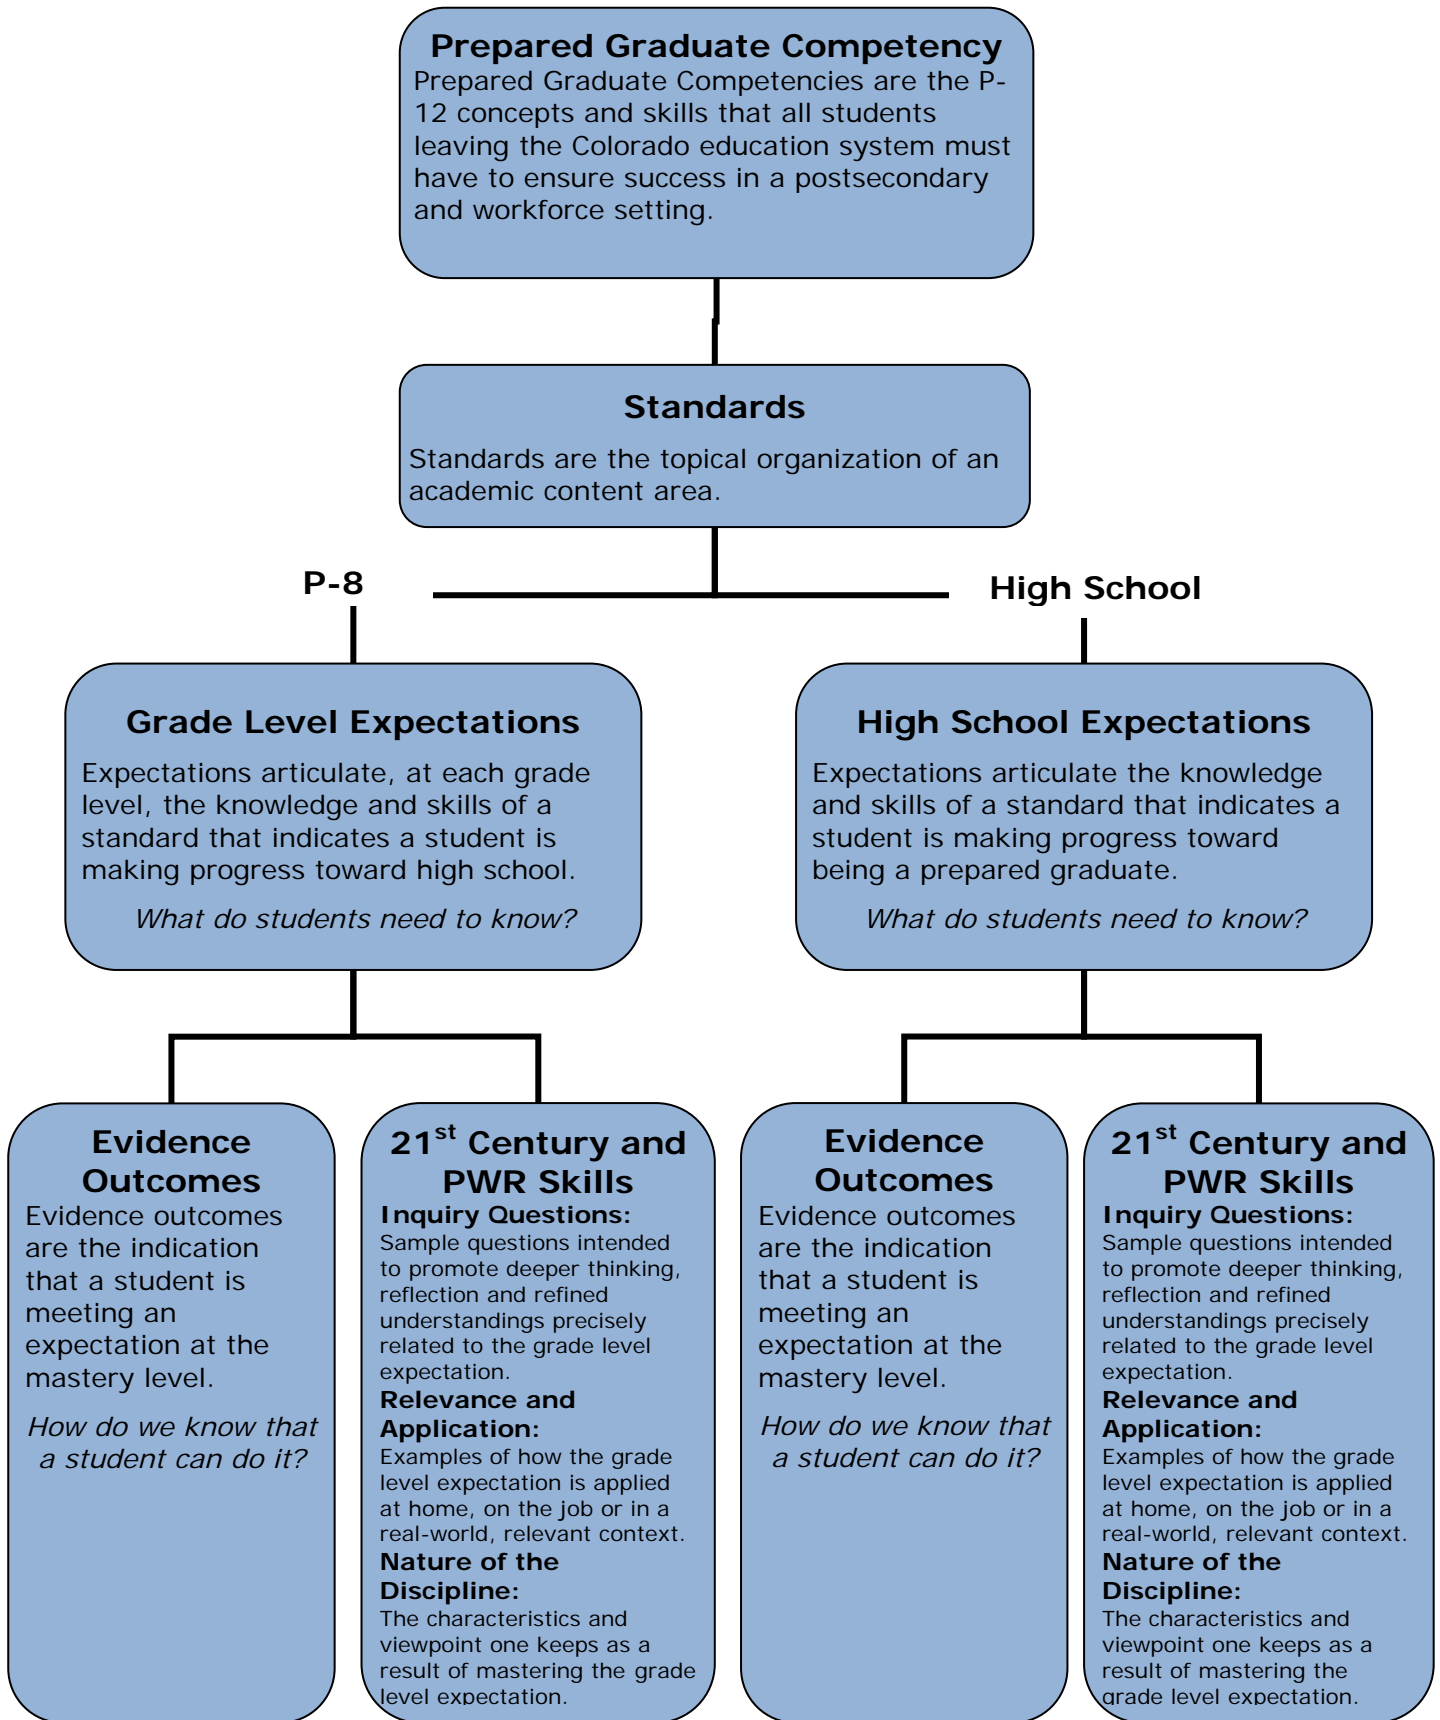 Prepared Graduate Competency
Prepared Graduate Competencies are the P-
12 concepts and skills that all students
leaving the Colorado education system must
have to ensure success in a postsecondary
and workforce setting.
Standards
Standards are the topical organization of an
academic content area.
P-8
High School
Grade Level Expectations
Expectations articulate, at each grade
level, the knowledge and skills of a
standard that indicates a student is
making progress toward high school.
What do students need to know?
High School Expectations
Expectations articulate the knowledge
and skills of a standard that indicates a
student is making progress toward
being a prepared graduate.
What do students need to know?
Evidence
Outcomes
Evidence outcomes
are the indication
that a student is
meeting an
expectation at the
mastery level.
How do we know that
a student can do it?
21st Century and
PWR Skills
Inquiry Questions:
Sample questions intended
to promote deeper thinking,
reflection and refined
understandings precisely
related to the grade level
expectation.
Relevance and
Application:
Examples of how the grade
level expectation is applied
at home, on the job or in a
real-world, relevant context.
Nature of the
Discipline:
The characteristics and
viewpoint one keeps as a
result of mastering the grade
level expectation.
Evidence
Outcomes
Evidence outcomes
are the indication
that a student is
meeting an
expectation at the
mastery level.
How do we know that
a student can do it?
21st Century and
PWR Skills
Inquiry Questions:
Sample questions intended
to promote deeper thinking,
reflection and refined
understandings precisely
related to the grade level
expectation.
Relevance and
Application:
Examples of how the grade
level expectation is applied
at home, on the job or in a
real-world, relevant context.
Nature of the
Discipline:
The characteristics and
viewpoint one keeps as a
result of mastering the
grade level expectation.